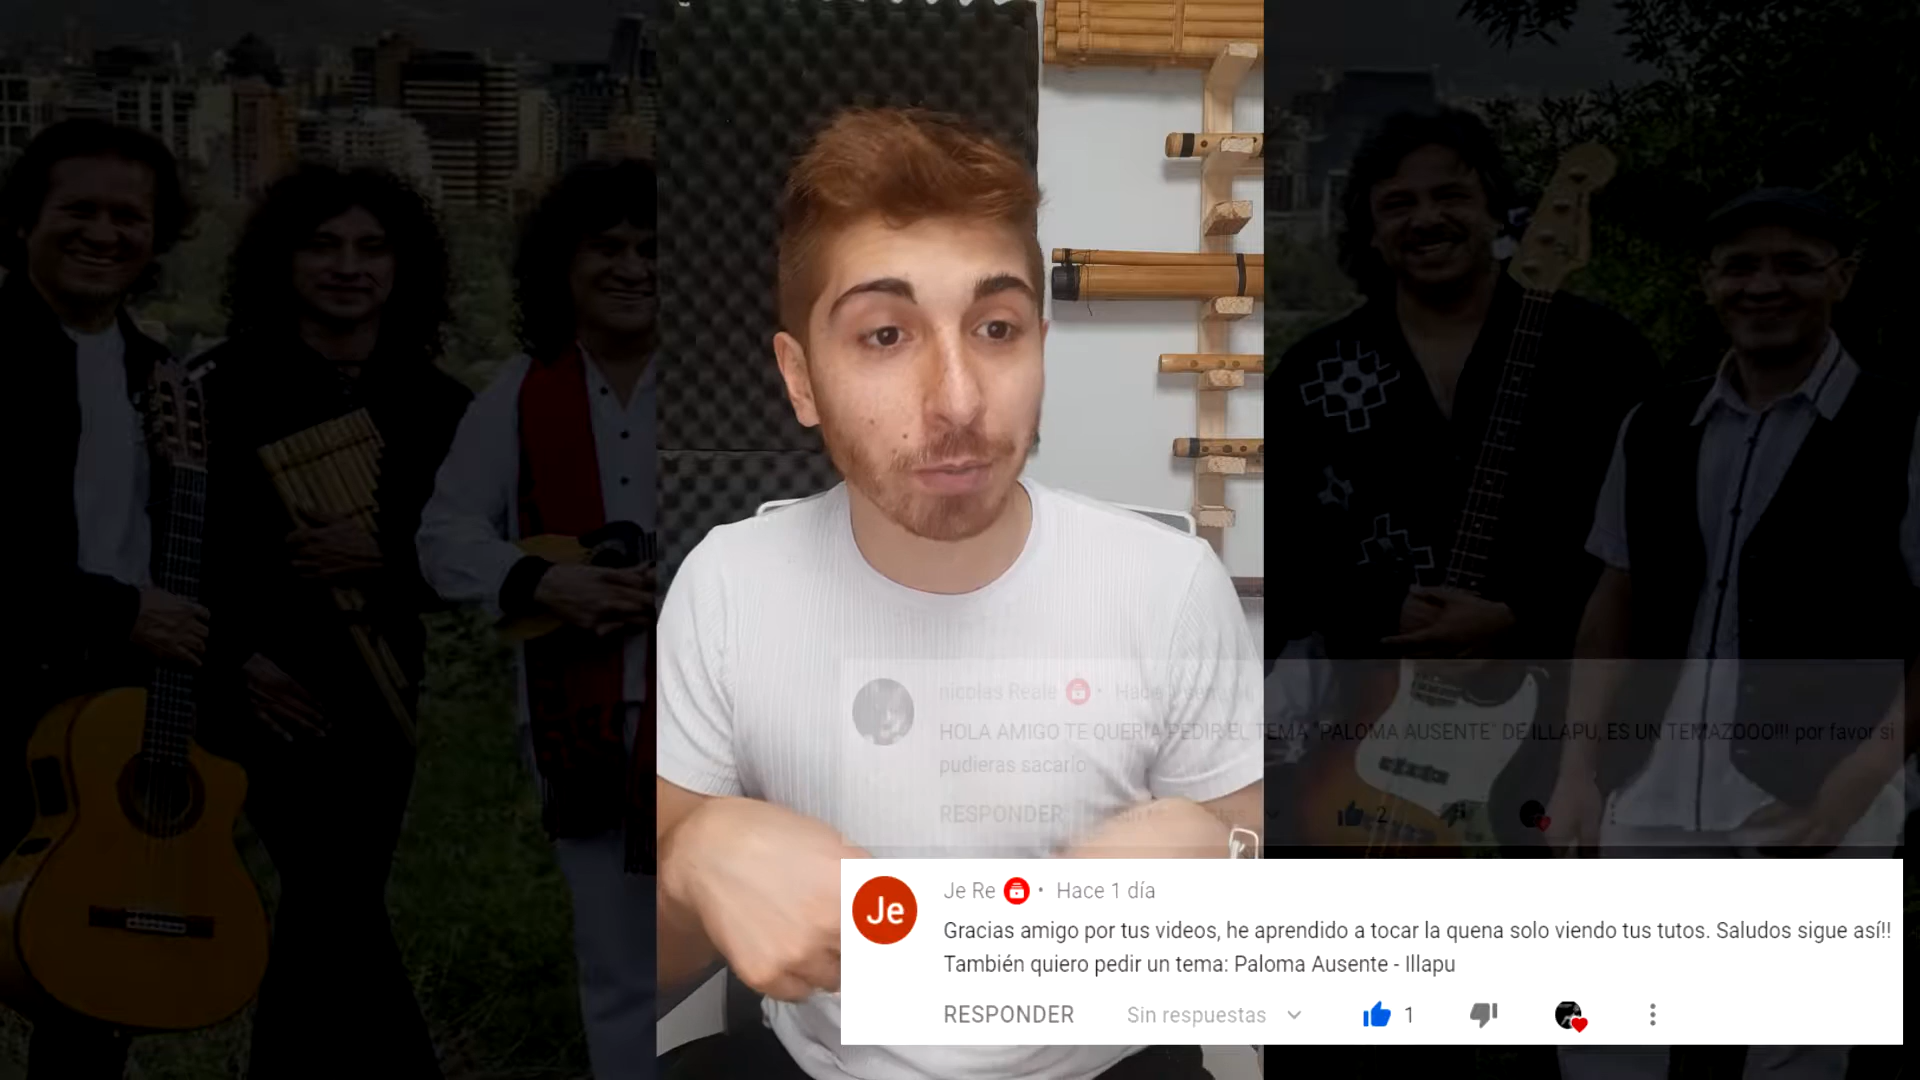 nicolas Reale • Hace 1 semana
HOLA AMIGO TE QUERIA PEDIR EL TEMA "PALOMA AUSENTE" DE ILLAPU, ES UN TEMAZOOO!!! por favor si
pudieras sacarlo
RESPONDER
2
Je
Je Re • Hace 1 día
Gracias amigo por tus videos, he aprendido a tocar la quena solo viendo tus tutos. Saludos sigue así!!
También quiero pedir un tema: Paloma Ausente - Illapu
RESPONDER Sin respuestas 1